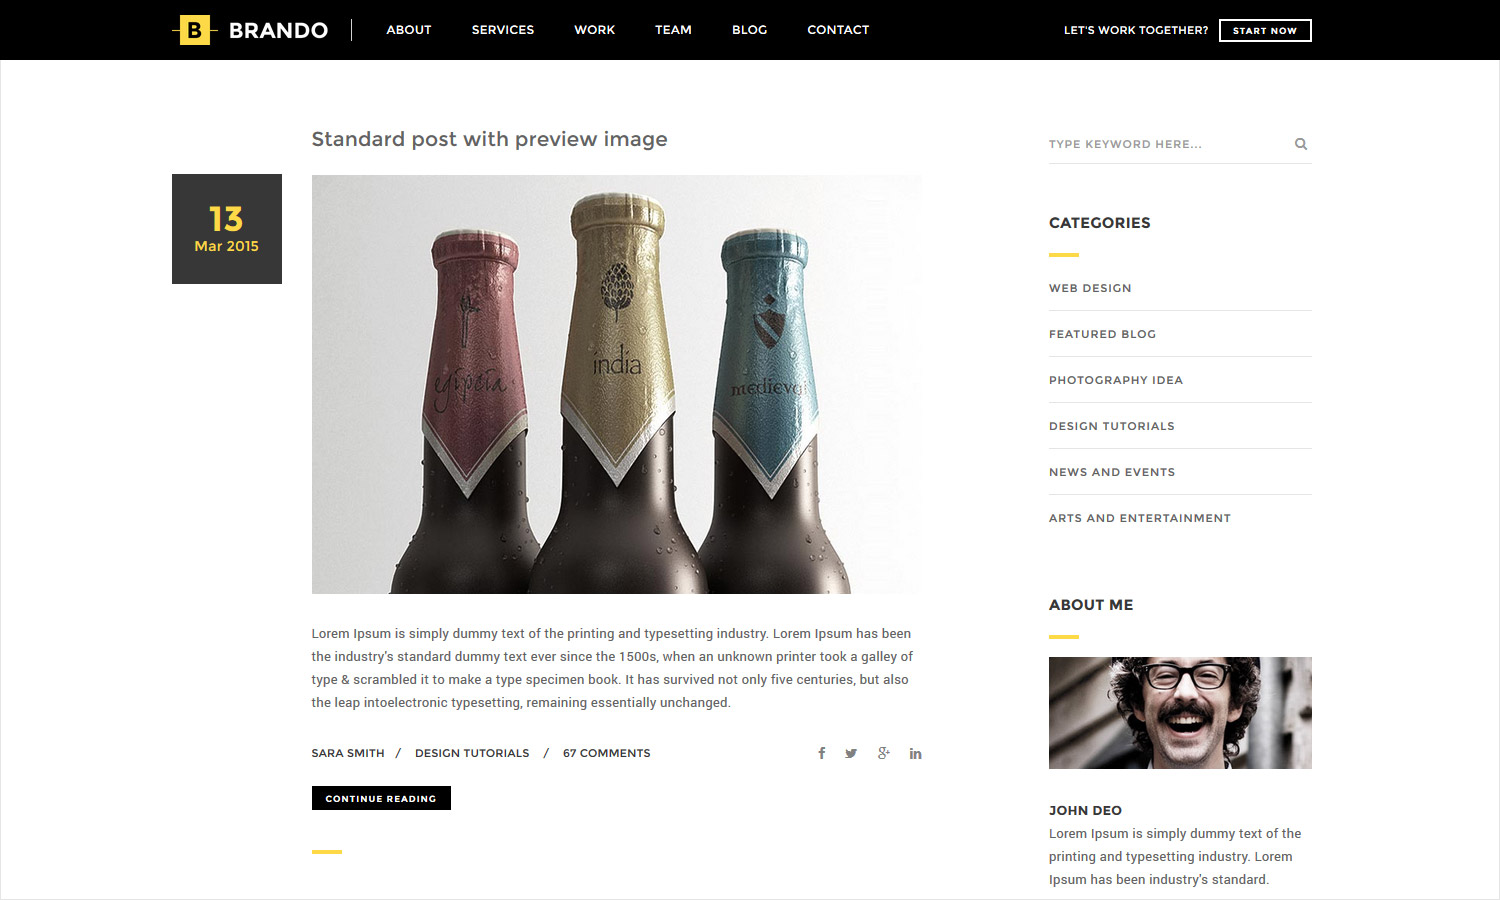 B BRANDO
ABOUT SERVICES WORK TEAM BLOG CONTACT
LET'S WORK TOGETHER? START NOW
Standard post with preview image
13
Mar 2015
egipcia
india
medieval
Lorem Ipsum is simply dummy text of the printing and typesetting industry. Lorem Ipsum has been
the industry's standard dummy text ever since the 1500s, when an unknown printer took a galley of
type & scrambled it to make a type specimen book. It has survived not only five centuries, but also
the leap intoelectronic typesetting, remaining essentially unchanged.
SARA SMITH / DESIGN TUTORIALS / 67 COMMENTS
CONTINUE READING
TYPE KEYWORD HERE...
CATEGORIES
WEB DESIGN
FEATURED BLOG
PHOTOGRAPHY IDEA
DESIGN TUTORIALS
NEWS AND EVENTS
ARTS AND ENTERTAINMENT
ABOUT ME
JOHN DEO
Lorem Ipsum is simply dummy text of the
printing and typesetting industry. Lorem
Ipsum has been industry's standard.